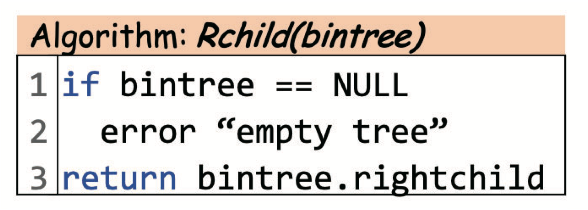 Algorithm: Rchild(bintree)
1 if bintree == NULL
2 error “empty tree”
3 return bintree.rightchild